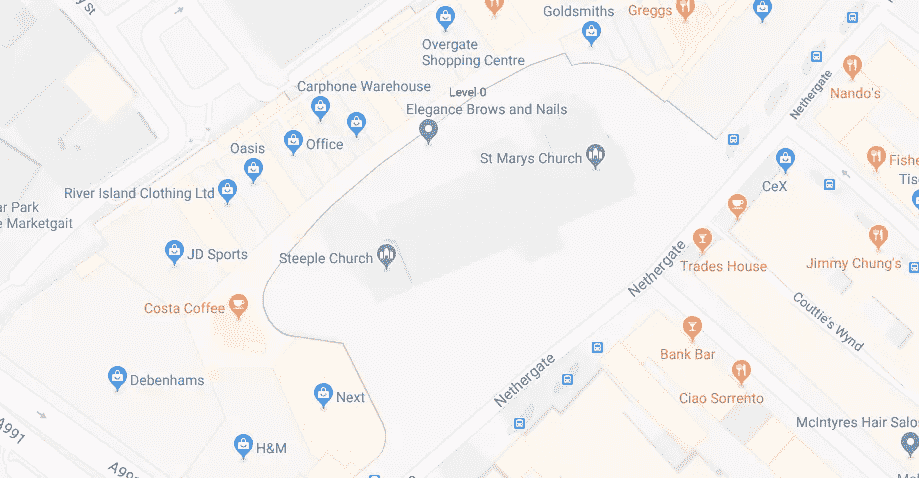 Goldsmiths
Greggs
Overgate
Shopping Centre
Carphone Warehouse
Level 0
Elegance Brows and Nails
Nethergate
Nando's
Office
Oasis
St Marys Church
CeX
River Island Clothing Ltd
ar Park
e Marketgait
JD Sports
Steeple Church
Nethergate
Trades House
Jimmy Chung's
Costa Coffee
Couttie's Wynd
Bank Bar
Debenhams
Nethergate
Ciao Sorrento
Next
McIntyres Hair Salo
A991
H&M